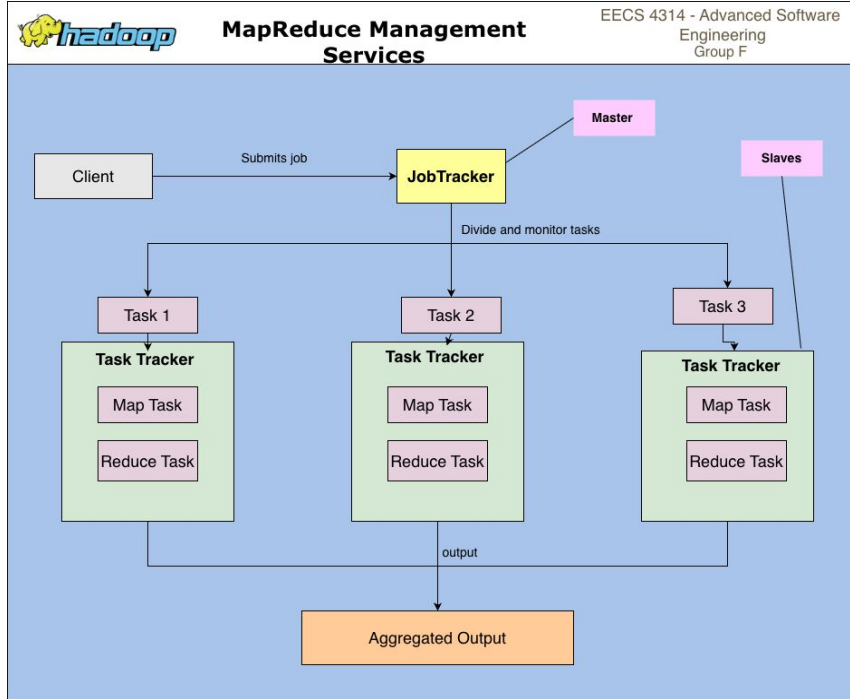 hadoop
MapReduce Management
Services
EECS 4314 - Advanced Software
Engineering
Group F
Master
Submits job
Client
JobTracker
Slaves
Divide and monitor tasks
Task 1
Task 2
Task 3
Task Tracker
Task Tracker
Task Tracker
Map Task
Map Task
Map Task
Reduce Task
Reduce Task
Reduce Task
output
Aggregated Output